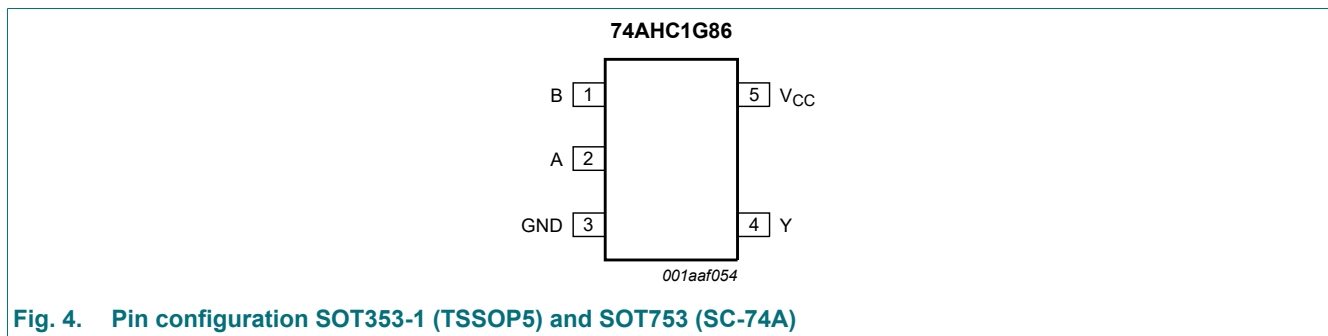 74AHC1G86
B 1 5 VCC
A 2
GND 3 4 Y
001aaf054
Fig. 4. Pin configuration SOT353-1 (TSSOP5) and SOT753 (SC-74A)